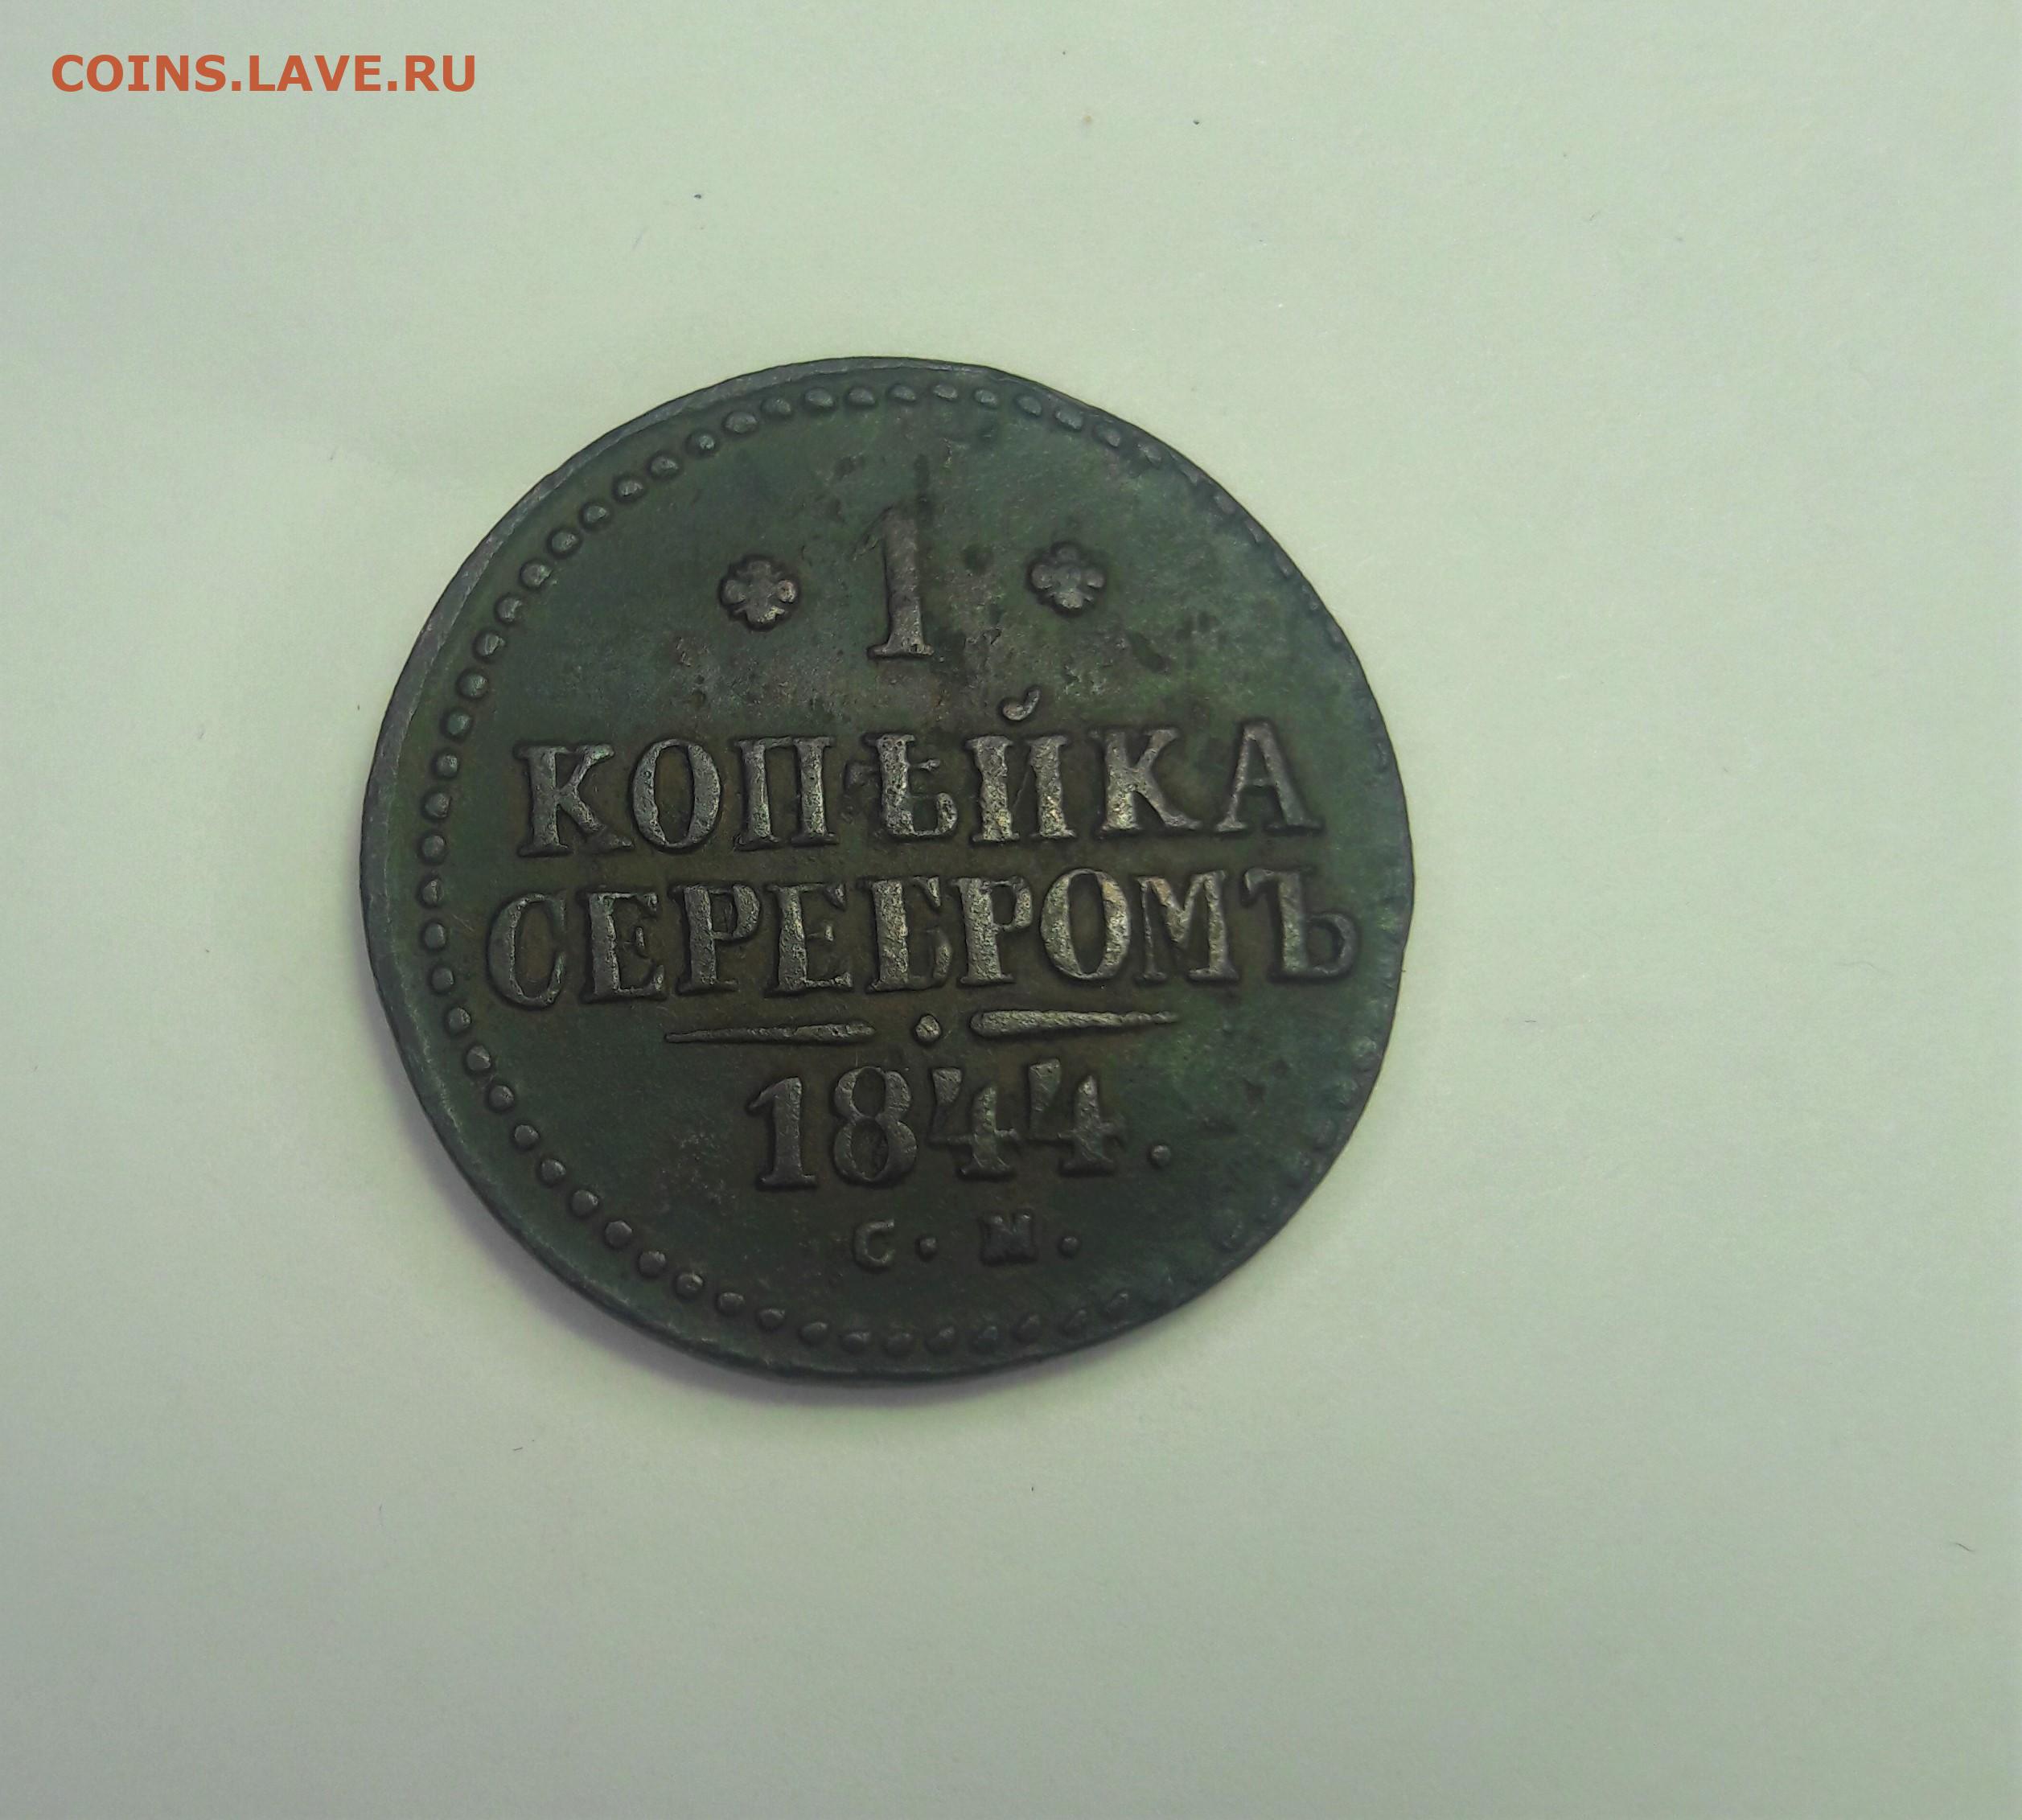 COINS.LAVE.RU
1
КОПѢЙКА
СЕРЕБРОМЪ
1844.
С. М.